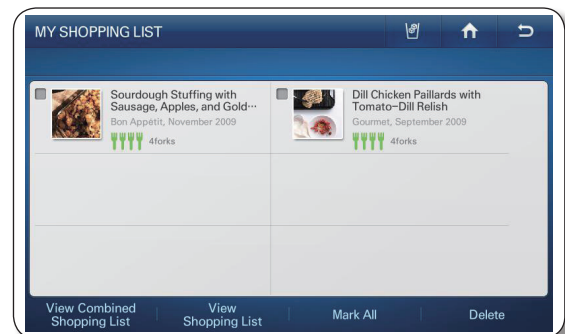 MY SHOPPING LIST
Sourdough Stuffing with
Sausage, Apples, and Gold…
Bon Appétit, November 2009
4forks
Dill Chicken Paillards with
Tomato-Dill Relish
Gourmet, September 2009
4forks
View Combined
Shopping List
View
Shopping List
Mark All
Delete